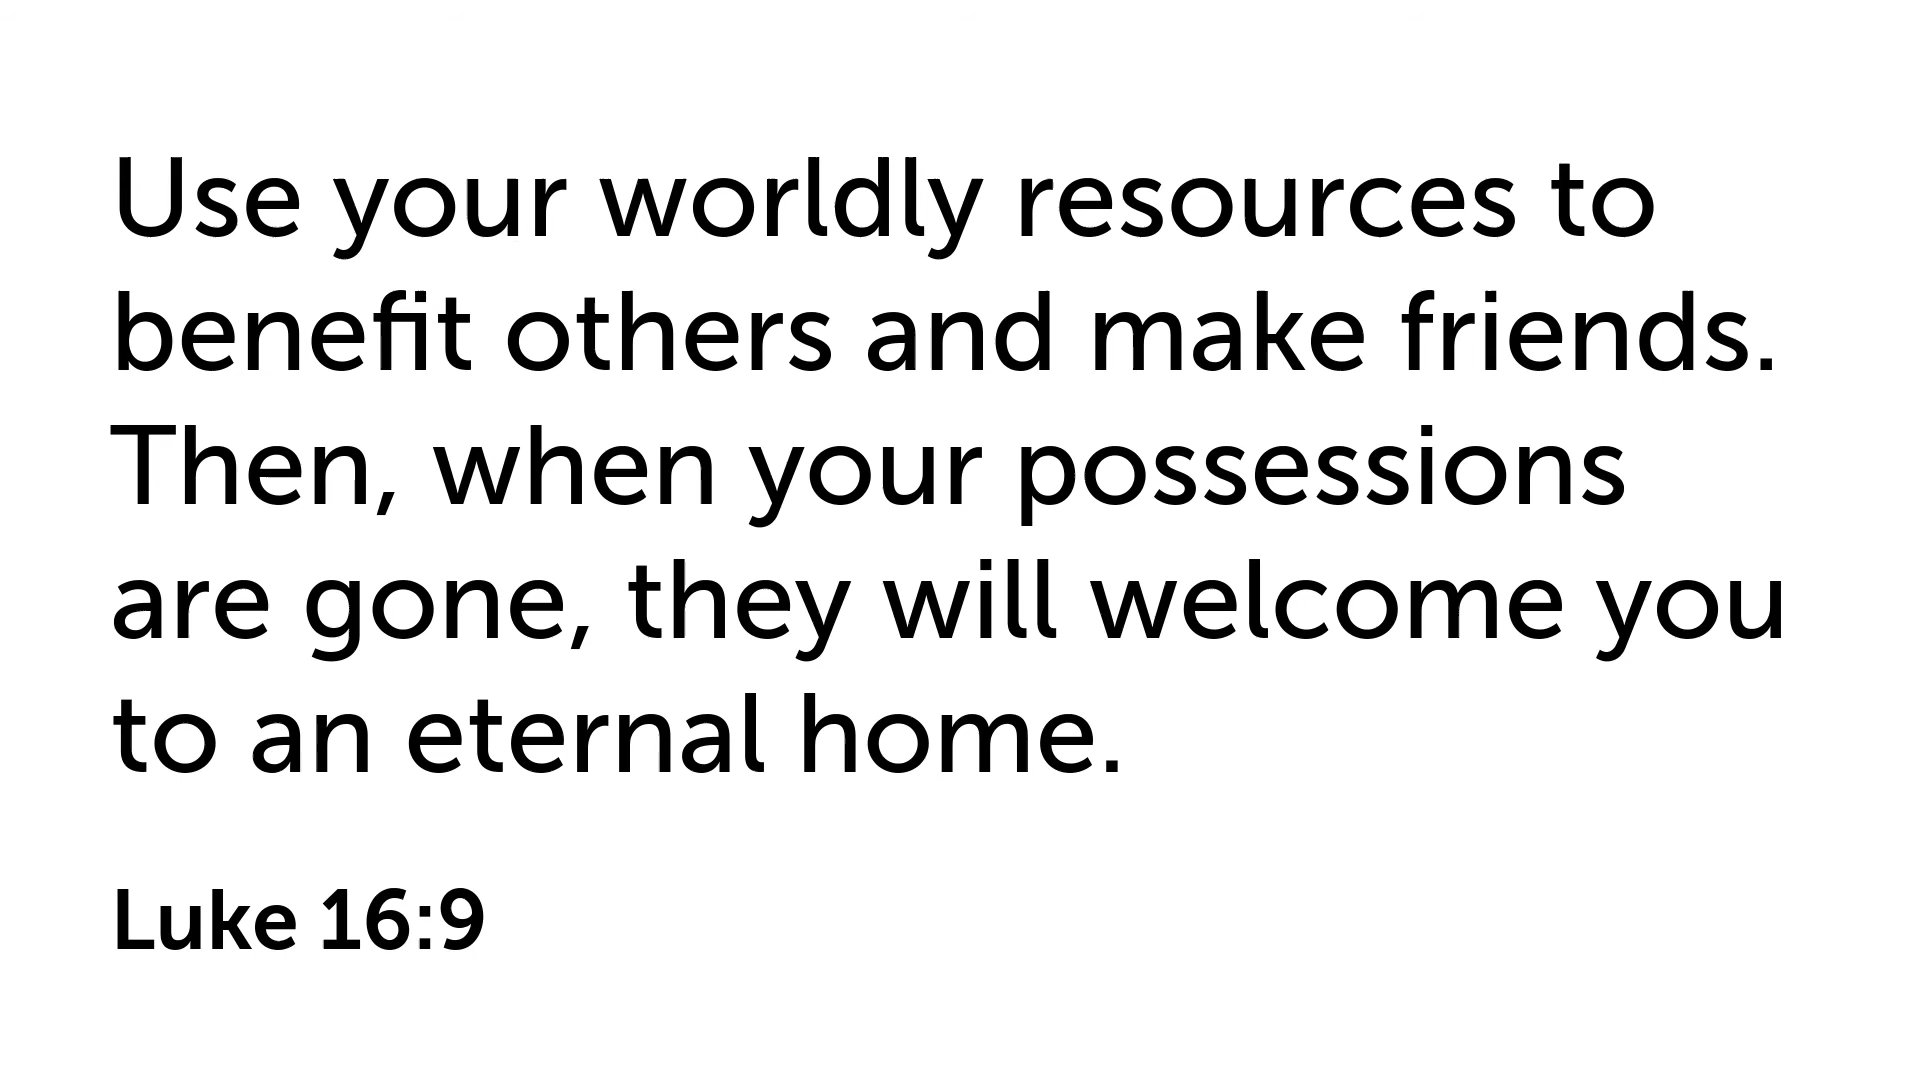 Use your worldly resources to
benefit others and make friends.
Then, when your possessions
are gone, they will welcome you
to an eternal home.
Luke 16:9